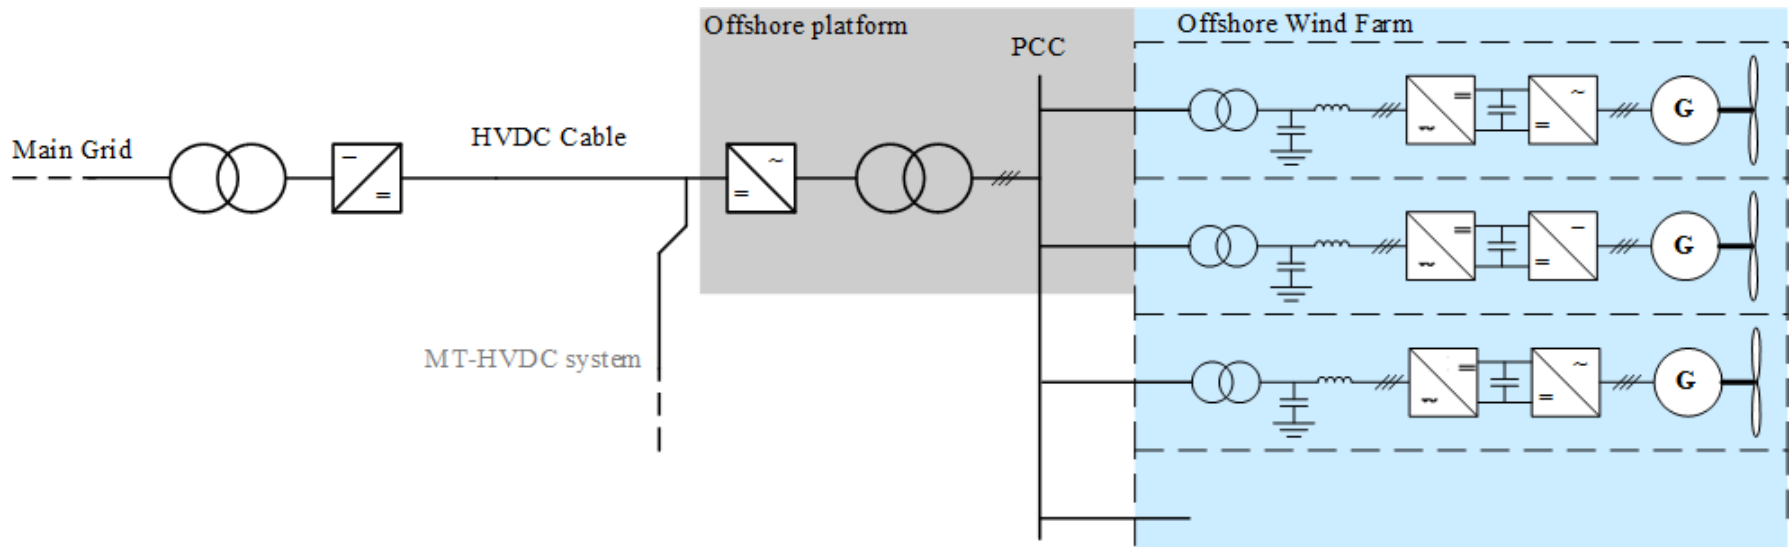 Offshore platform
Offshore Wind Farm
PCC
Main Grid
HVDC Cable
MT-HVDC system
G
G
G